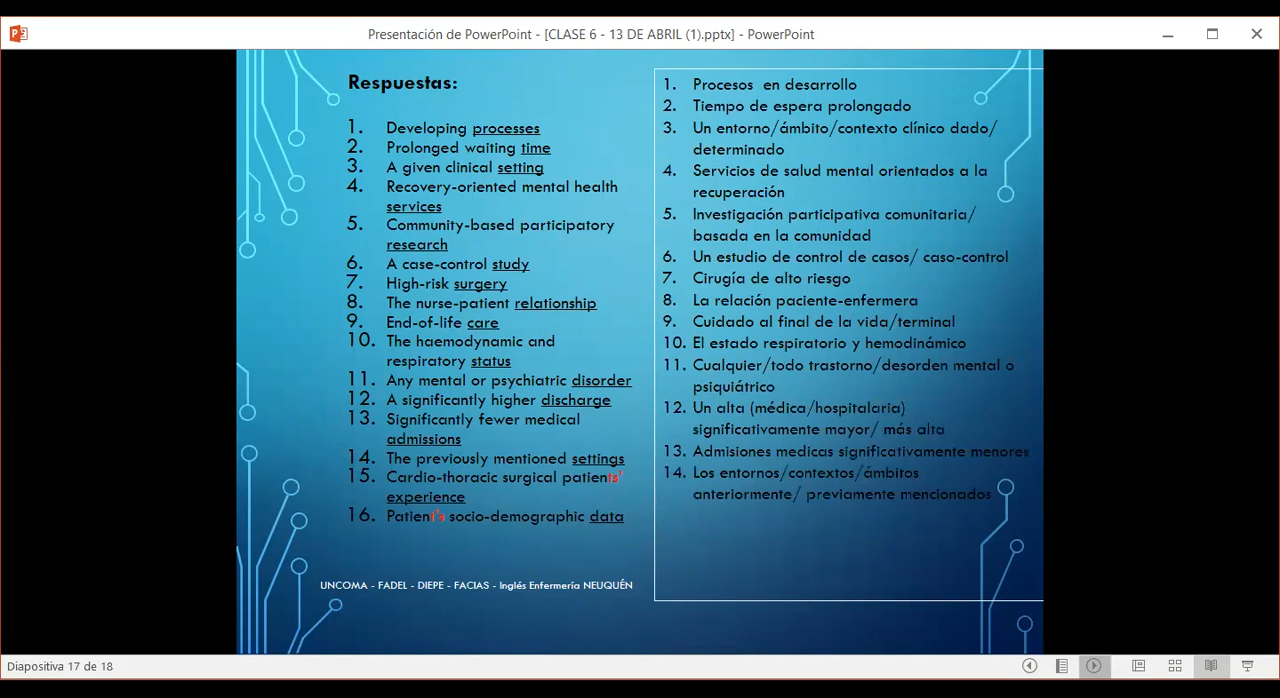 Presentación de PowerPoint - [CLASE 6 - 13 DE ABRIL (1).pptx] - PowerPoint
Respuestas:
1. Developing processes
2. Prolonged waiting time
3. A given clinical setting
4. Recovery-oriented mental health
services
5. Community-based participatory
research
6. A case-control study
7. High-risk surgery
8. The nurse-patient relationship
9. End-of-life care
10. The haemodynamic and
respiratory status
11. Any mental or psychiatric disorder
12. A significantly higher discharge
13. Significantly fewer medical
admissions
14. The previously mentioned settings
15. Cardio-thoracic surgical patients'
experience
16. Patient's socio-demographic data
1. Procesos en desarrollo
2. Tiempo de espera prolongado
3. Un entorno/ámbito/contexto clínico dado/
determinado
4. Servicios de salud mental orientados a la
recuperación
5. Investigación participativa comunitaria/
basada en la comunidad
6. Un estudio de control de casos/ caso-control
7. Cirugía de alto riesgo
8. La relación paciente-enfermera
9. Cuidado al final de la vida/terminal
10. El estado respiratorio y hemodinámico
11. Cualquier/todo trastorno/desorden mental o
psiquiátrico
12. Un alta (médica/hospitalaria)
significativamente mayor/ más alta
13. Admisiones medicas significativamente menores
14. Los entornos/contextos/ámbitos
anteriormente/ previamente mencionados
UNCOMA - FADEL - DIEPE - FACIAS - Inglés Enfermería NEUQUÉN
Diapositiva 17 de 18